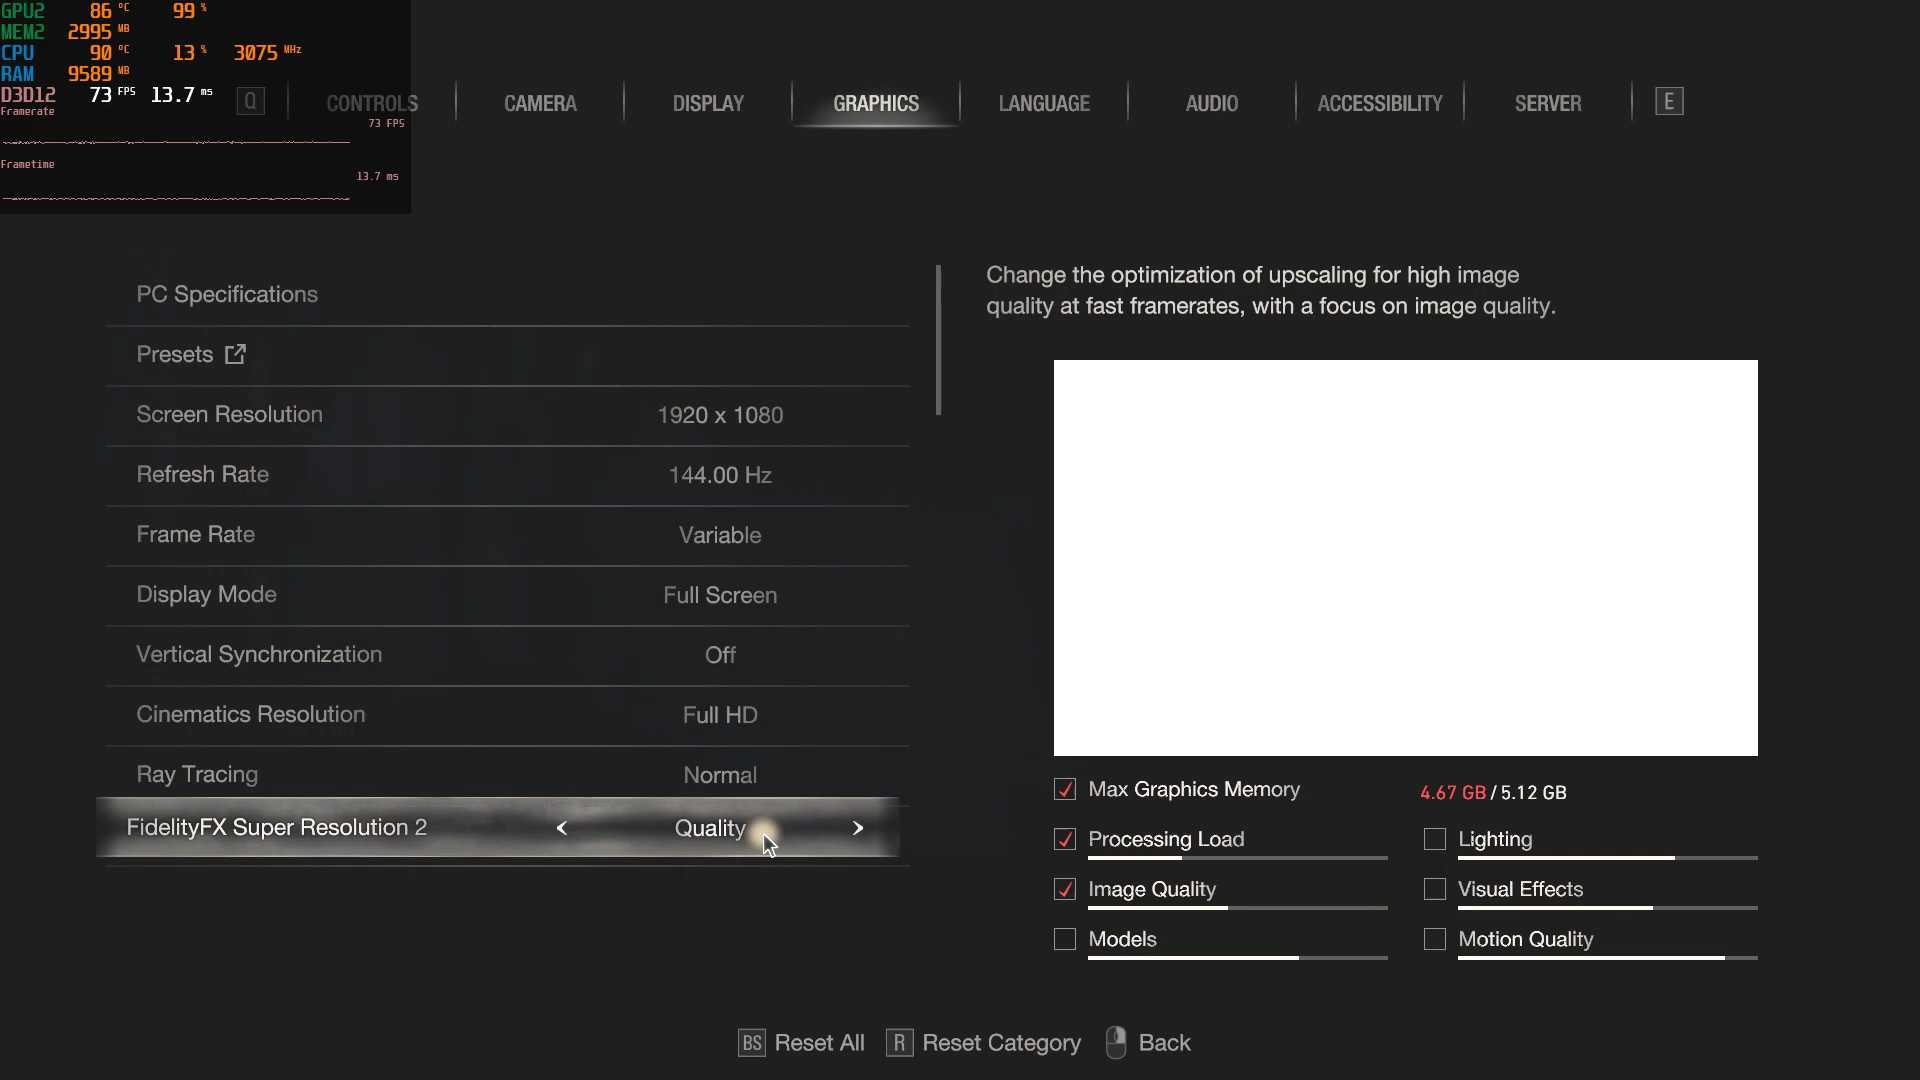 GPU2 86 °C 99 %
MEM2 2995 MB
CPU 90 °C 13 % 3075 MHz
RAM 9589 MB
D3D12 73 FPS 13.7 ms
Framerate
73 FPS
Frametime
13.7 ms
Q CONTROLS CAMERA DISPLAY GRAPHICS LANGUAGE AUDIO ACCESSIBILITY SERVER E
PC Specifications
Presets
Screen Resolution 1920 x 1080
Refresh Rate 144.00 Hz
Frame Rate Variable
Display Mode Full Screen
Vertical Synchronization Off
Cinematics Resolution Full HD
Ray Tracing Normal
FidelityFX Super Resolution 2 < Quality >
Change the optimization of upscaling for high image
quality at fast framerates, with a focus on image quality.
Max Graphics Memory 4.67 GB / 5.12 GB
Processing Load Lighting
Image Quality Visual Effects
Models Motion Quality
BS Reset All R Reset Category Back